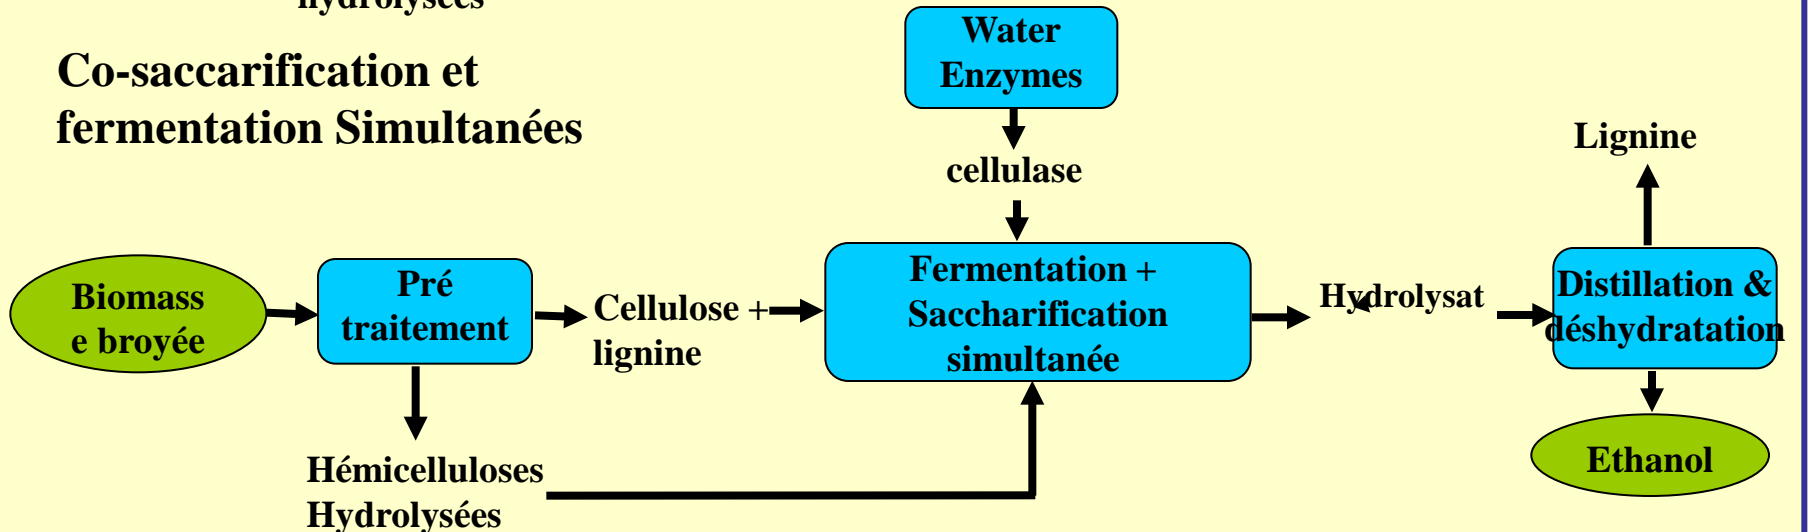 hydrolysées
Co-saccarification et
fermentation Simultanées
Water
Enzymes
cellulase
Lignine
Biomass
e broyée
Pré
traitement
Cellulose +
lignine
Fermentation +
Saccharification
simultanée
Hydrolysat
Distillation &
déshydratation
Hémicelluloses
Hydrolysées
Ethanol